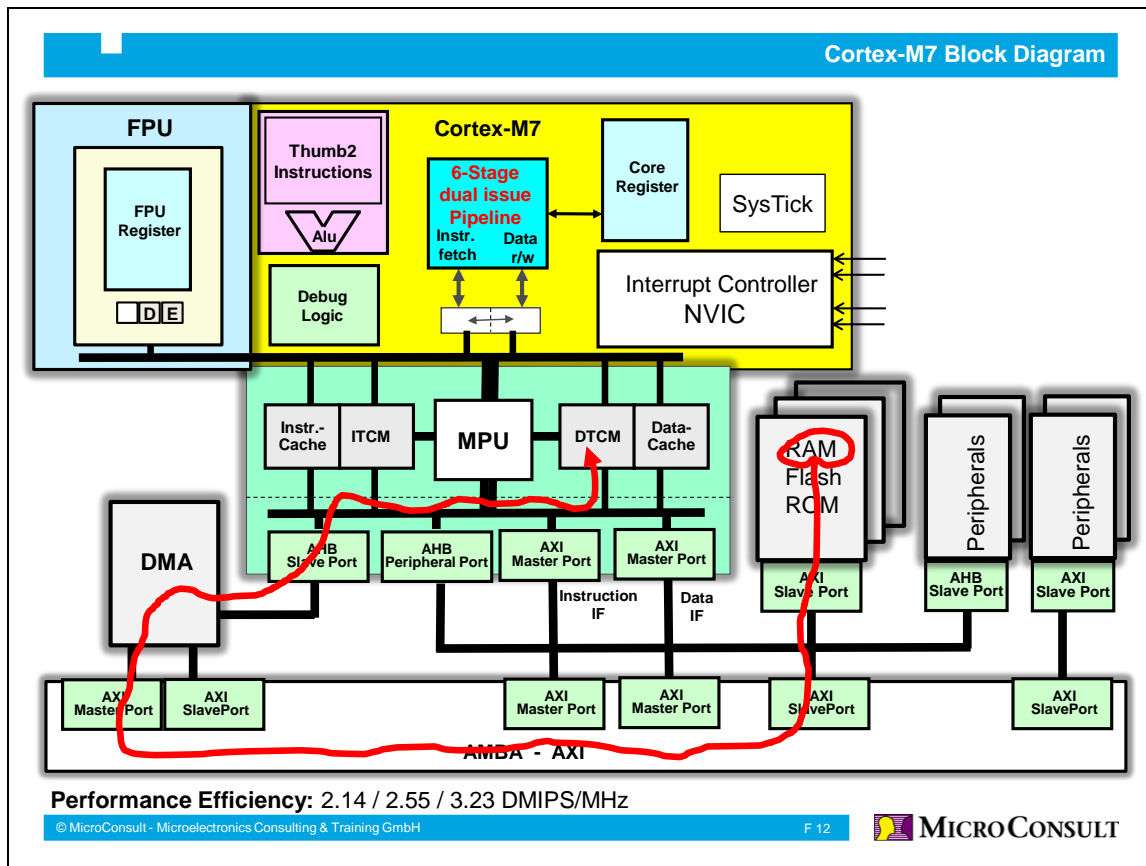 Cortex-M7 Block Diagram
FPU
FPU
Register
D E
Thumb2
Instructions
Alu
Debug
Logic
Cortex-M7
6-Stage
dual issue
Pipeline
Instr. Data
fetch r/w
Core
Register
SysTick
Interrupt Controller
NVIC
Instr.-
Cache
ITCM
MPU
DTCM
Data-
Cache
RAM
Flash
ROM
Peripherals
Peripherals
DMA
AHB
Slave Port
AHB
Peripheral Port
AXI
Master Port
AXI
Master Port
Instruction
IF
Data
IF
AXI
Slave Port
AHB
Slave Port
AXI
Slave Port
AXI
Master Port
AXI
SlavePort
AXI
Master Port
AXI
Master Port
AXI
SlavePort
AXI
SlavePort
AMBA - AXI
Performance Efficiency: 2.14 / 2.55 / 3.23 DMIPS/MHz
© MicroConsult - Microelectronics Consulting & Training GmbH
F 12
MICROCONSULT